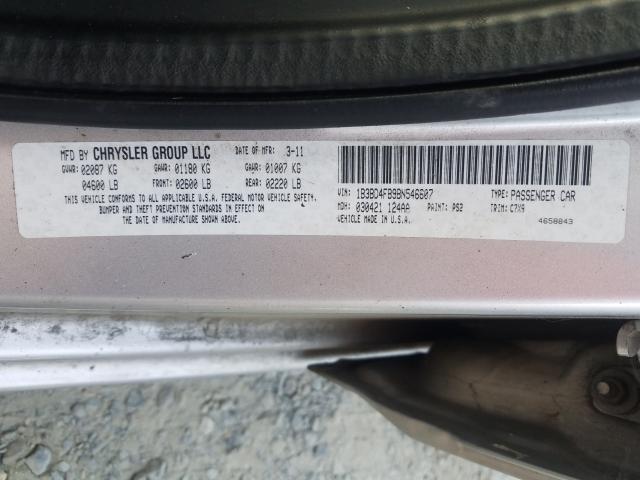 MFD BY CHRYSLER GROUP LLC DATE OF MFR: 3-11
GVWR: 02087 KG GAWR: 01180 KG GAWR: 01007 KG
04600 LB FRONT: 02600 LB REAR: 02220 LB
THIS VEHICLE CONFORMS TO ALL APPLICABLE U.S.A. FEDERAL MOTOR VEHICLE SAFETY,
BUMPER AND THEFT PREVENTION STANDARDS IN EFFECT ON
THE DATE OF MANUFACTURE SHOWN ABOVE.
VIN: 1B3BD4FB9BN546607 TYPE: PASSENGER CAR
MDH: 030421 124AA PAINT: PS2 TRIM: C7X9
MADE IN U.S.A. 4658843